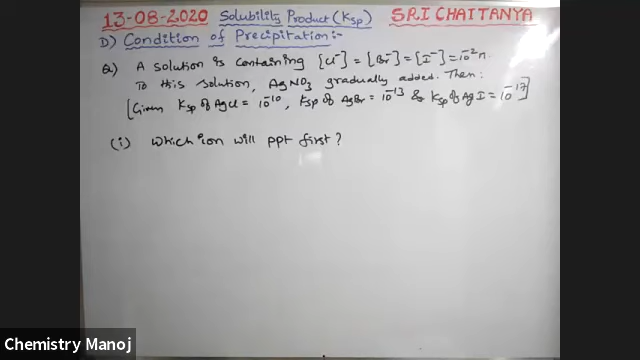 13-08-2020 Solubility Product (Ksp) SRI CHAITANYA
D) Condition of Precipitation:-
Q) A solution is containing [Cl⁻] = [Br⁻] = [I⁻] = 10⁻² M.
To this solution, AgNO3 gradually added. Then:
[Given Ksp of AgCl = 10⁻¹⁰, Ksp of AgBr = 10⁻¹³ & Ksp of AgI = 10⁻¹⁷]
(i) Which ion will ppt first?
Chemistry Manoj